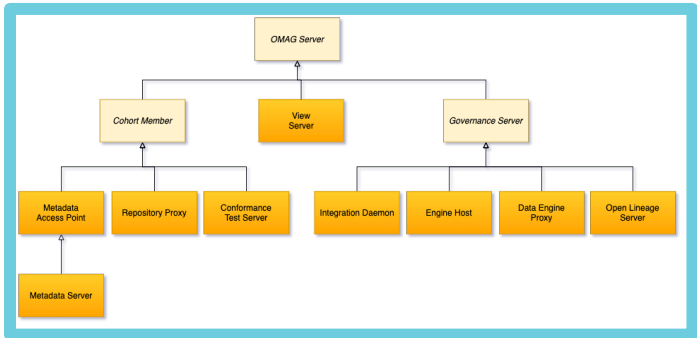 OMAG Server
Cohort Member
View
Server
Governance Server
Metadata
Access Point
Repository Proxy
Conformance
Test Server
Integration Daemon
Engine Host
Data Engine
Proxy
Open Lineage
Server
Metadata Server